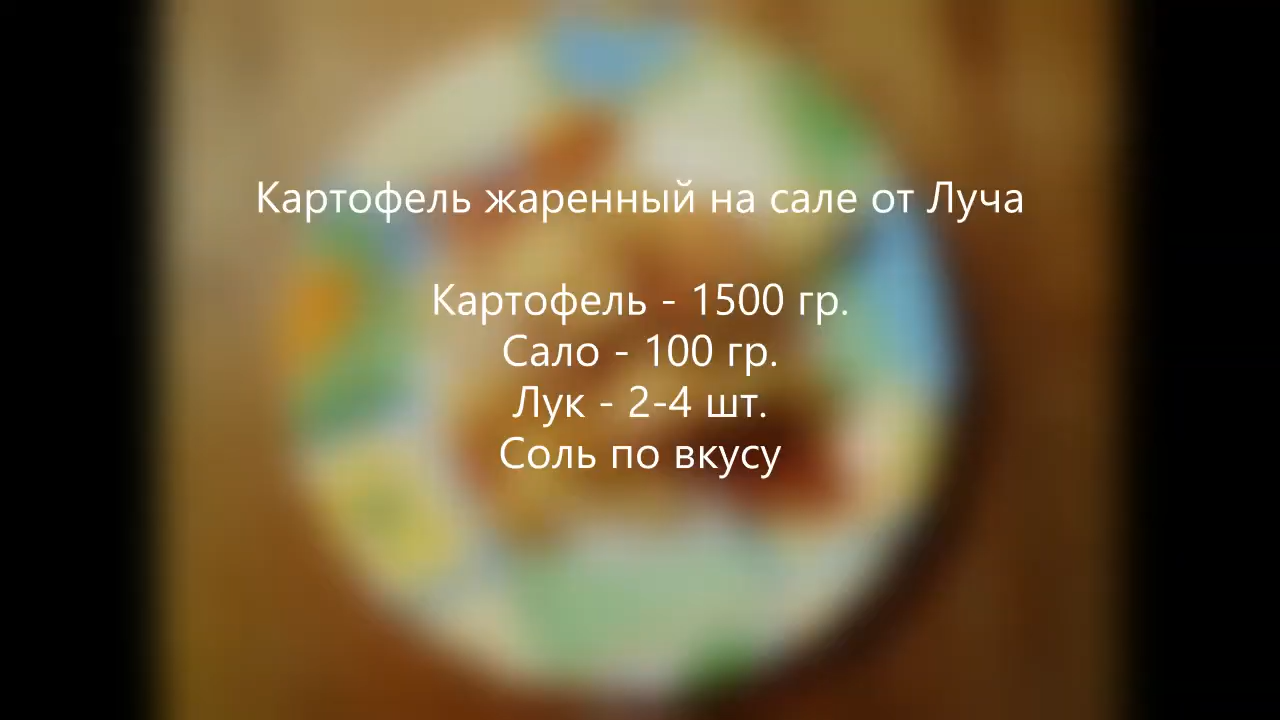 Картофель жаренный на сале от Луча
Картофель - 1500 гр.
Сало - 100 гр.
Лук - 2-4 шт.
Соль по вкусу